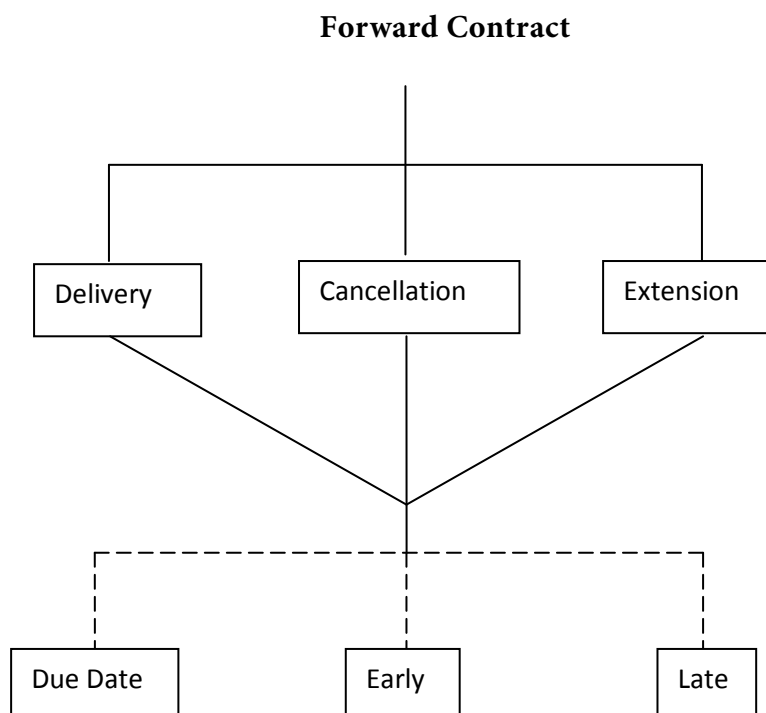 Forward Contract
Delivery
Cancellation
Extension
Due Date
Early
Late